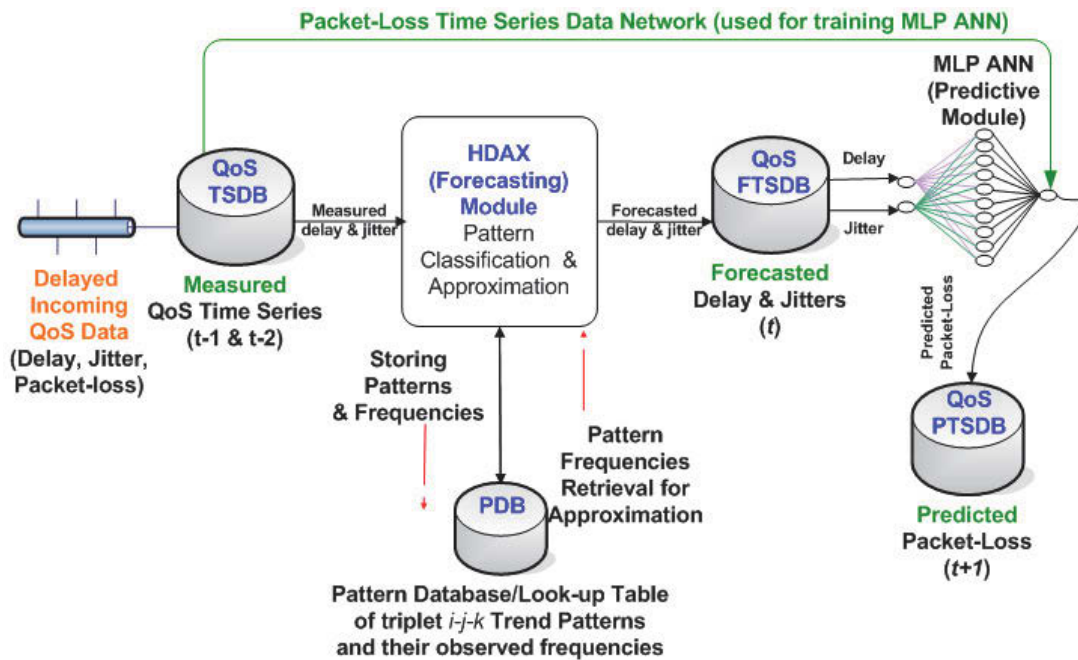 Packet-Loss Time Series Data Network (used for training MLP ANN)
MLP ANN
(Predictive
Module)
QoS
TSDB
Measured
delay & jitter
HDAX
(Forecasting)
Module
Pattern
Classification &
Approximation
Forecasted
delay & jitter
QoS
FTSDB
Delay
Jitter
Delayed
Incoming
QoS Data
(Delay, Jitter,
Packet-loss)
Measured
QoS Time Series
(t-1 & t-2)
Forecasted
Delay & Jitters
(t)
Predicted
Packet-Loss
Storing
Patterns
& Frequencies
Pattern
Frequencies
Retrieval for
Approximation
PDB
QoS
PTSDB
Predicted
Packet-Loss
(t+1)
Pattern Database/Look-up Table
of triplet i-j-k Trend Patterns
and their observed frequencies